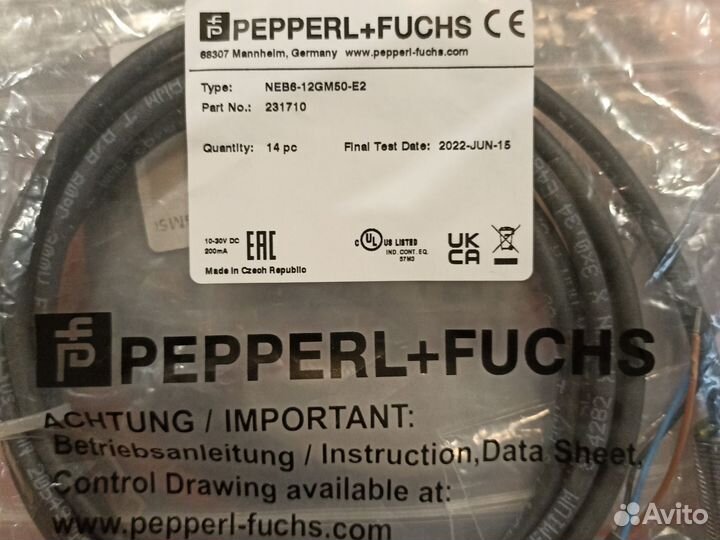 PEPPERL+FUCHS CE
68307 Mannheim, Germany www.pepperl-fuchs.com
Type: NEB6-12GM50-E2
Part No.: 231710
Quantity: 14 pc Final Test Date: 2022-JUN-15
10-30V DC
200mA
EAC
C UL US LISTED
IND. CONT. EQ.
57M3
UK
CA
Made in Czech Republic
PEPPERL+FUCHS
ACHTUNG / IMPORTANT:
Betriebsanleitung / Instruction, Data Sheet,
Control Drawing available at:
www.pepperl-fuchs.com
Avito